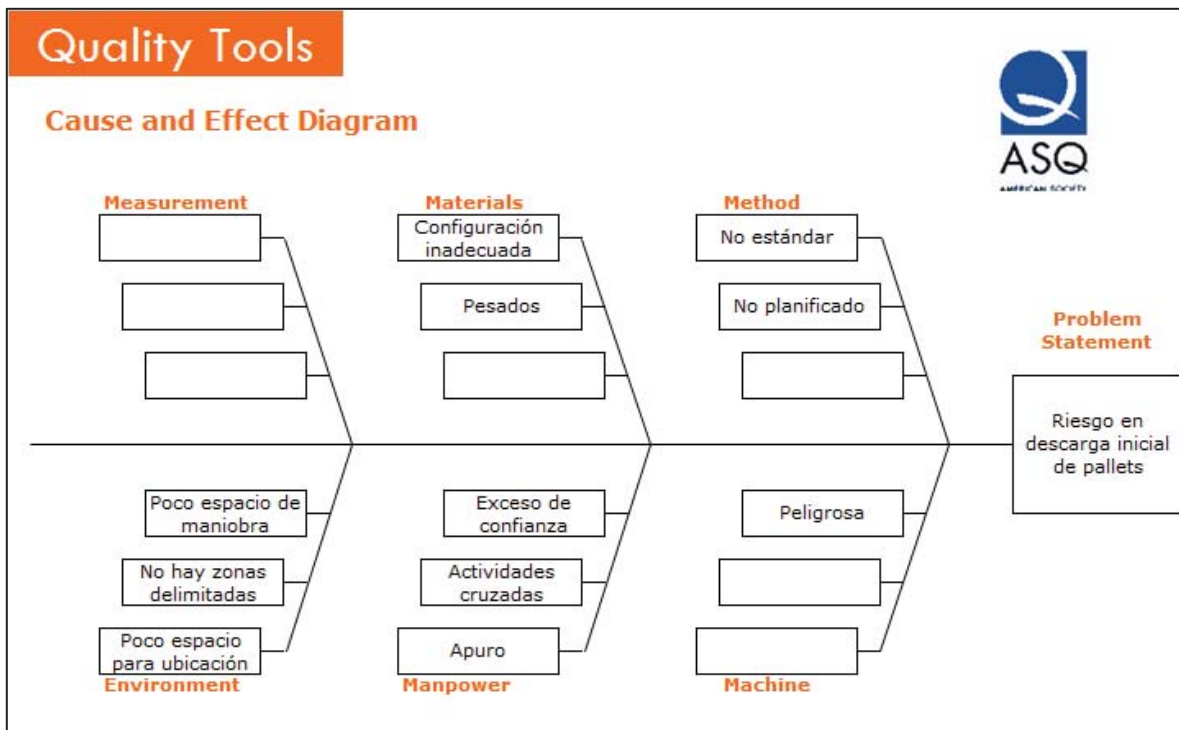 Quality Tools
Cause and Effect Diagram
ASQ
AMERICAN SOCIETY
Measurement
Materials
Method
Configuración
inadecuada
No estándar
Pesados
No planificado
Problem
Statement
Riesgo en
descarga inicial
de pallets
Poco espacio de
maniobra
Exceso de
confianza
Peligrosa
No hay zonas
delimitadas
Actividades
cruzadas
Poco espacio
para ubicación
Apuro
Environment
Manpower
Machine